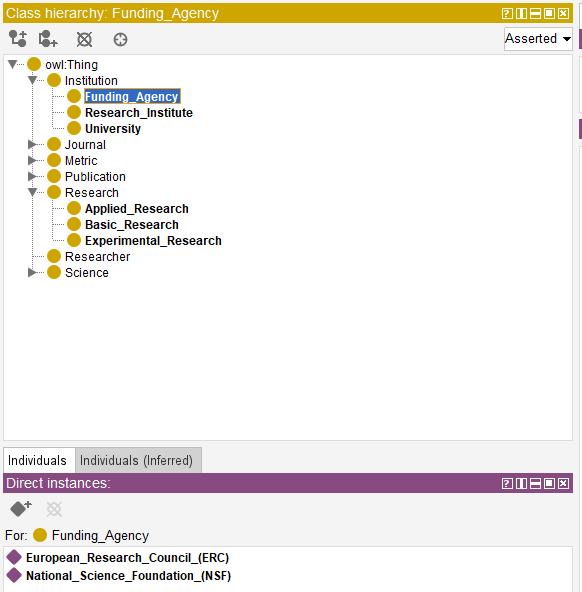 Class hierarchy: Funding_Agency
Asserted
owl:Thing
Institution
Funding_Agency
Research_Institute
University
Journal
Metric
Publication
Research
Applied_Research
Basic_Research
Experimental_Research
Researcher
Science
Individuals Individuals (Inferred)
Direct instances:
For: Funding_Agency
European_Research_Council_(ERC)
National_Science_Foundation_(NSF)